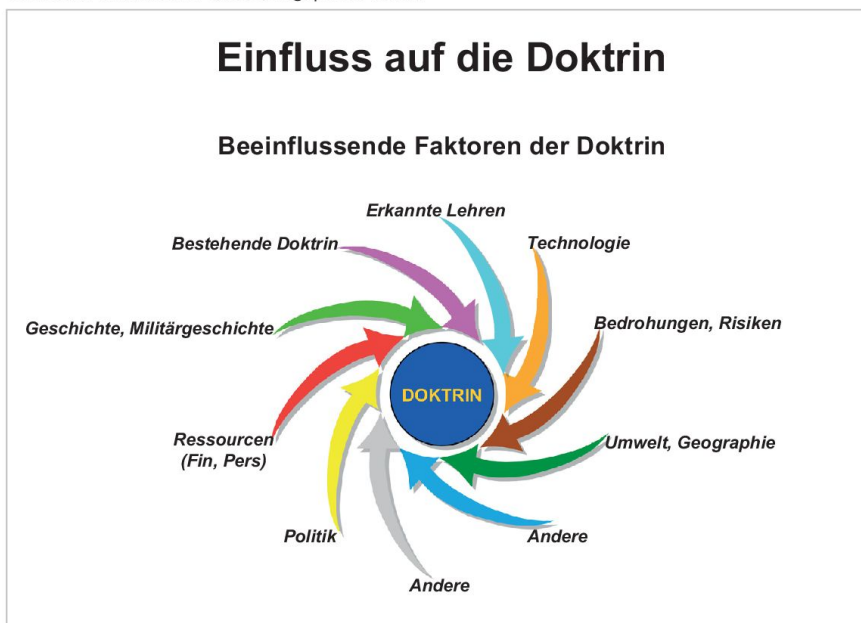 Einfluss auf die Doktrin
Beeinflussende Faktoren der Doktrin
Erkannte Lehren
Bestehende Doktrin
Technologie
Geschichte, Militärgeschichte
Bedrohungen, Risiken
DOKTRIN
Ressourcen
(Fin, Pers)
Umwelt, Geographie
Politik
Andere
Andere